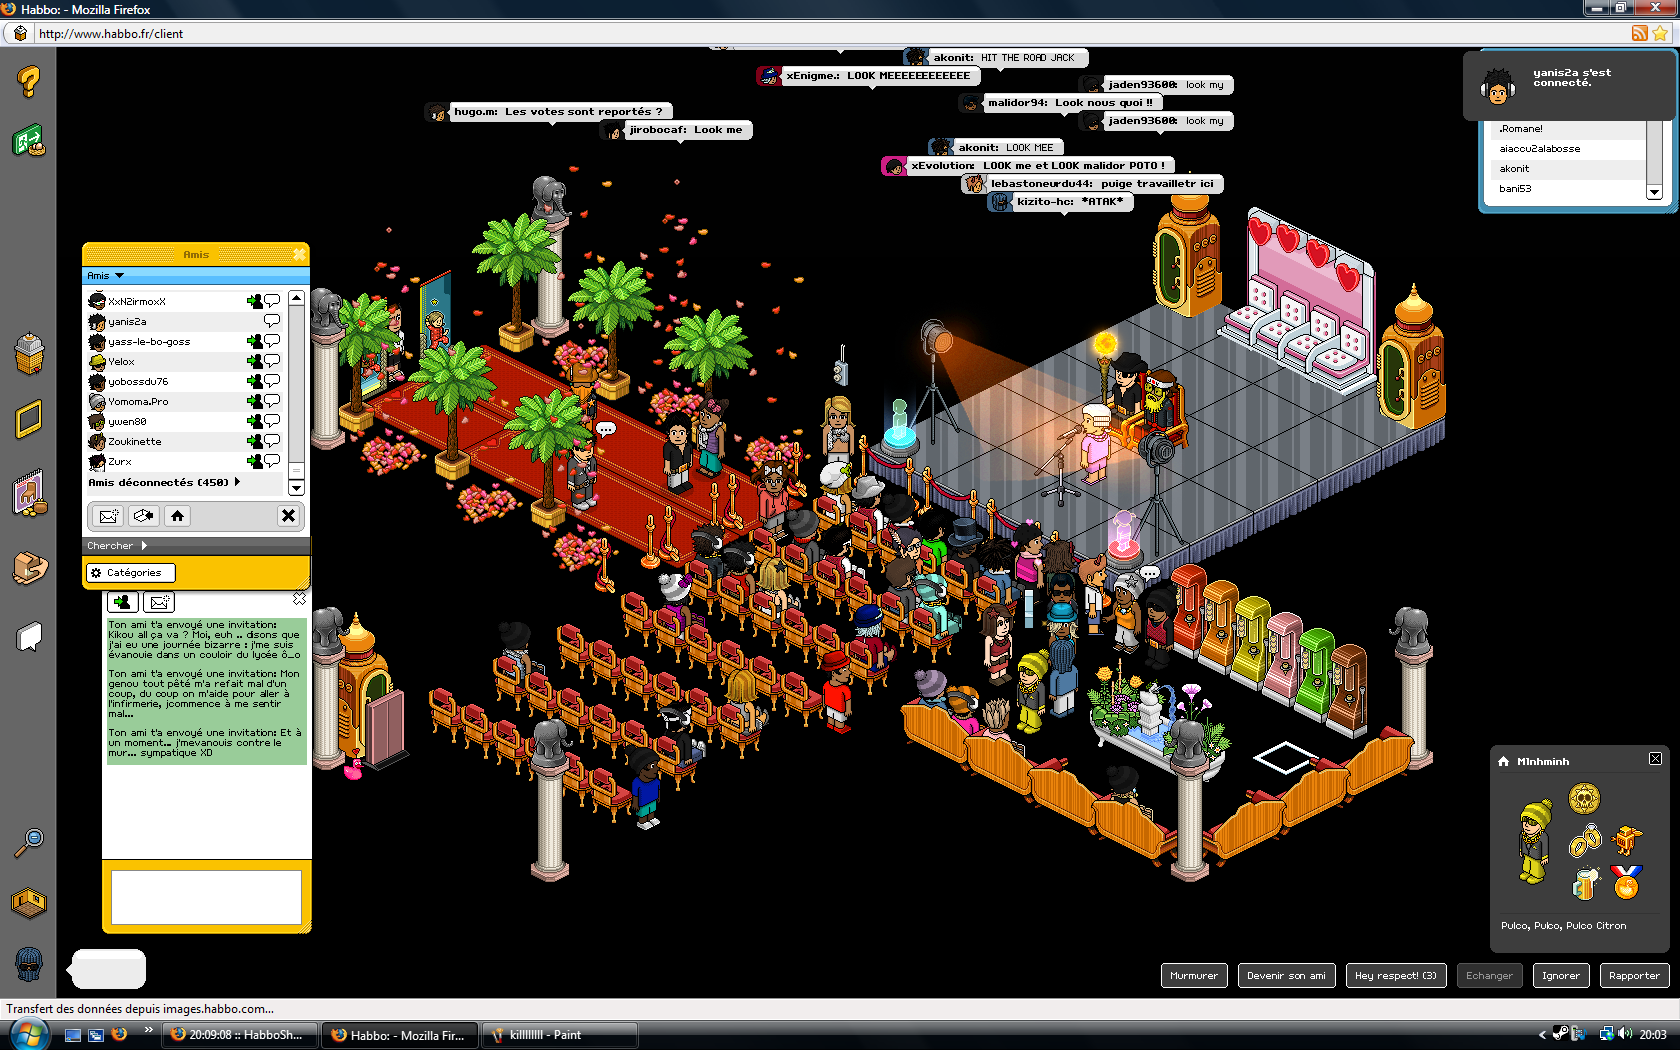 Habbo: - Mozilla Firefox
http://www.habbo.fr/client
akonit: HIT THE ROAD JACK
xEnigme.: LOOK MEEEEEEEEEEEE
jaden93600: look my
malidor94: Look nous quoi !!
hugo.m: Les votes sont reportés ?
jaden93600: look my
jirobocaf: Look me
akonit: LOOK MEE
xEvolution: LOOK me et LOOK malidor POTO !
lebastoneurdu44: puige travailletr ici
kizito-hc: *ATAK*
yanis2a s'est
connecté.
.Romane!
aiaccu2alabosse
akonit
bani53
Amis
Amis
XxN2irmoxX
yanis2a
yass-le-bo-goss
Yelox
yobossdu76
Yomoma.Pro
ywen80
Zoukinette
Zurx
Amis déconnectés (450)
Chercher
Catégories
Ton ami t'a envoyé une invitation:
Kikou all ça va ? Moi, euh .. disons que
j'ai eu une journée bizarre : j'me suis
évanouie dans un couloir du lycée ô_o
Ton ami t'a envoyé une invitation: Mon
genou tout pété m'a refait mal d'un
coup, du coup on m'aide pour aller à
l'infirmerie, jcommence à me sentir
mal...
Ton ami t'a envoyé une invitation: Et à
un moment... j'mevanouis contre le
mur... sympatique XD
M1nhminh
Pulco, Pulco, Pulco Citron
Murmurer
Devenir son ami
Hey respect! (3)
Echanger
Ignorer
Rapporter
Transfert des données depuis images.habbo.com...
20:09:08 :: HabboSh...
Habbo: - Mozilla Fir...
killlllllll - Paint
20:03